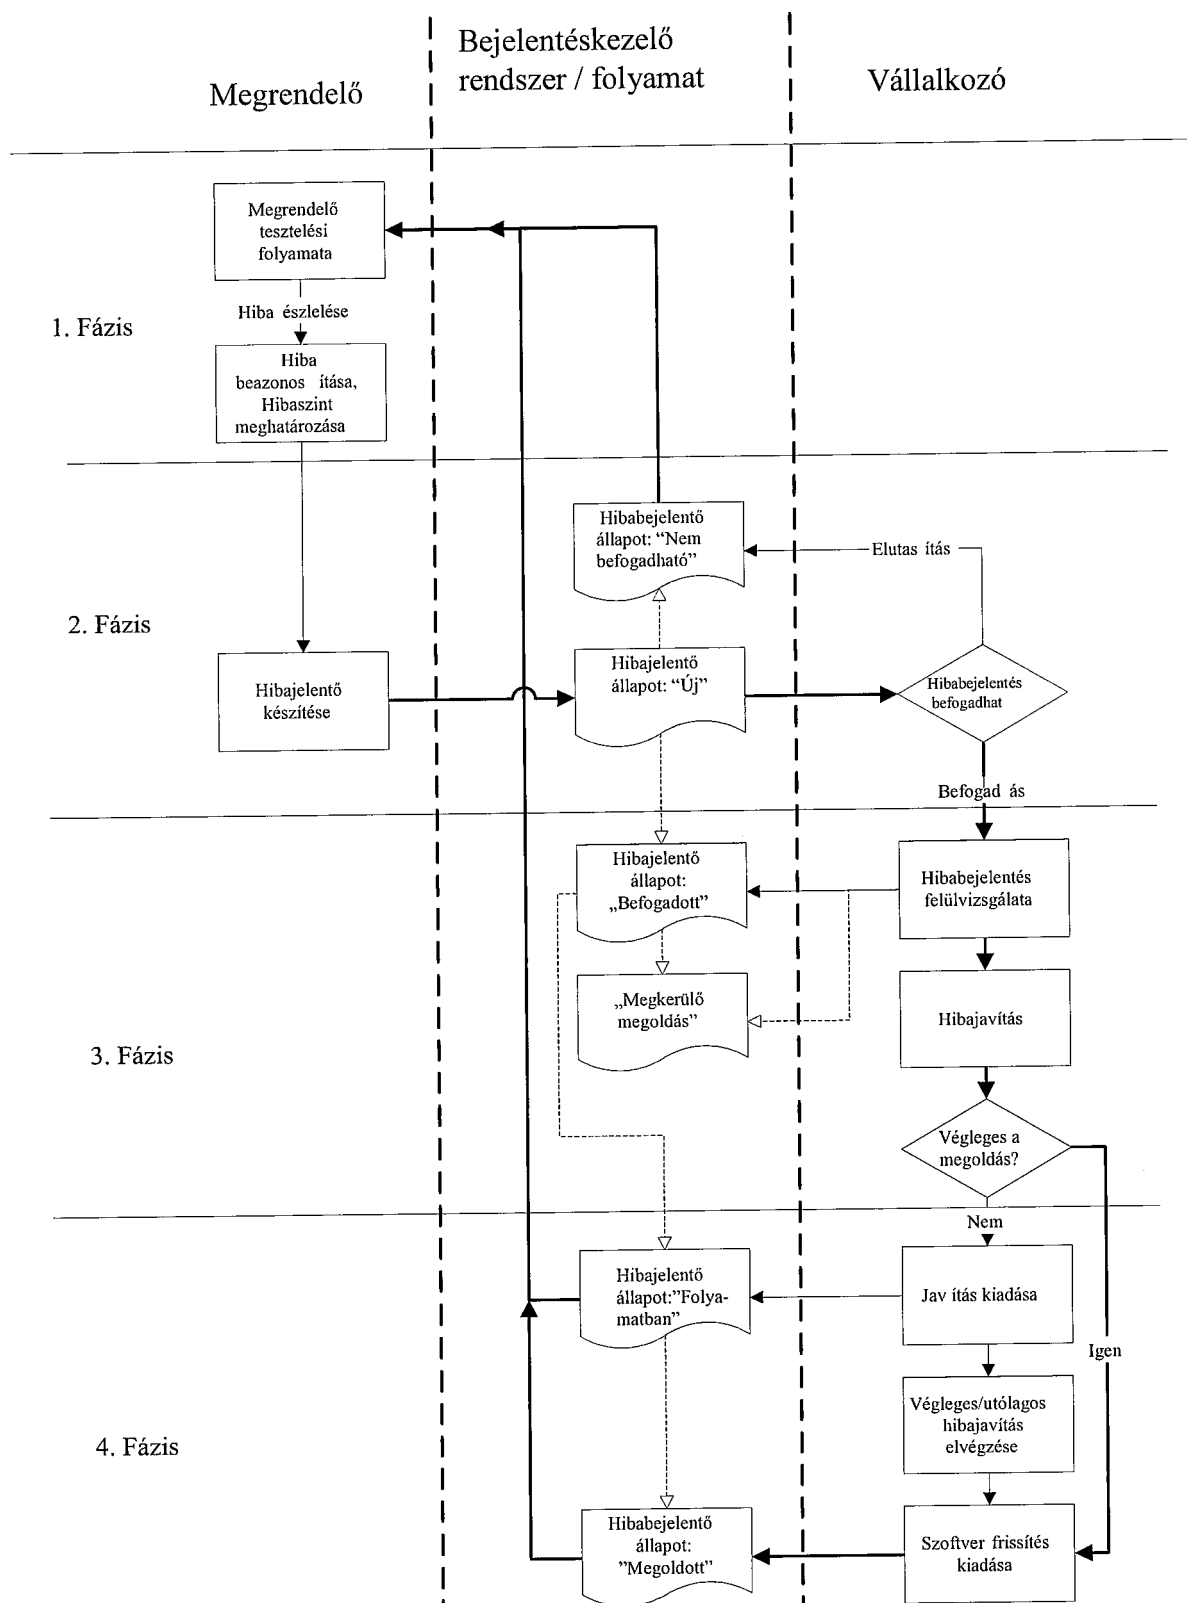 Megrendelő
Bejelentéskezelő
rendszer / folyamat
Vállalkozó
1. Fázis
Megrendelő
tesztelési
folyamata
Hiba észlelése
Hiba
beazonos ítása,
Hibaszint
meghatározása
2. Fázis
Hibabejelentő
állapot: “Nem
befogadható”
Elutas ítás
Hibajelentő
készítése
Hibajelentő
állapot: “Új”
Hibabejelentés
befogadhat
Befogad ás
3. Fázis
Hibajelentő
állapot:
„Befogadott”
Hibabejelentés
felülvizsgálata
„Megkerülő
megoldás”
Hibajavítás
Végleges a
megoldás?
4. Fázis
Nem
Hibajelentő
állapot:”Folya-
matban”
Jav ítás kiadása
Igen
Végleges/utólagos
hibajavítás
elvégzése
Hibabejelentő
állapot:
”Megoldott”
Szoftver frissítés
kiadása